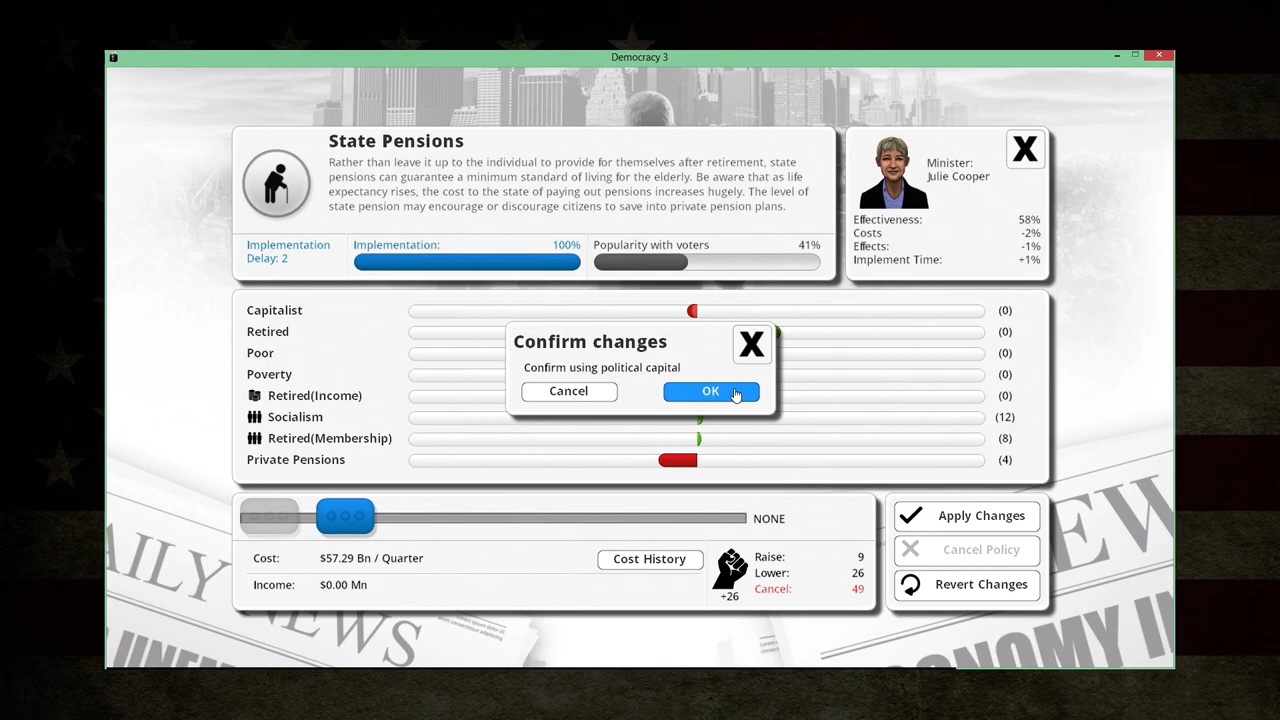 Democracy 3
State Pensions
Rather than leave it up to the individual to provide for themselves after retirement, state
pensions can guarantee a minimum standard of living for the elderly. Be aware that as life
expectancy rises, the cost to the state of paying out pensions increases hugely. The level of
state pension may encourage or discourage citizens to save into private pension plans.
Implementation
Delay: 2
Implementation: 100%
Popularity with voters 41%
X
Minister:
Julie Cooper
Effectiveness: 58%
Costs -2%
Effects: -1%
Implement Time: +1%
Capitalist (0)
Retired (0)
Poor (0)
Poverty (0)
Retired(Income) (0)
Socialism (12)
Retired(Membership) (8)
Private Pensions (4)
Confirm changes
X
Confirm using political capital
Cancel OK
NONE
Cost: $57.29 Bn / Quarter
Income: $0.00 Mn
Cost History
+26
Raise: 9
Lower: 26
Cancel: 49
Apply Changes
Cancel Policy
Revert Changes
AILY NEWS
NEW
ONOMY I